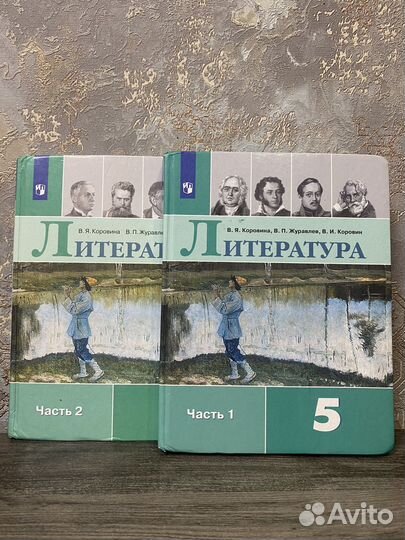 В. Я. Коровина В. П. Журавлев
ЛИТЕРАТ
Часть 2
В. Я. Коровина, В. П. Журавлев, В. И. Коровин
ЛИТЕРАТУРА
Часть 1
5
Avito